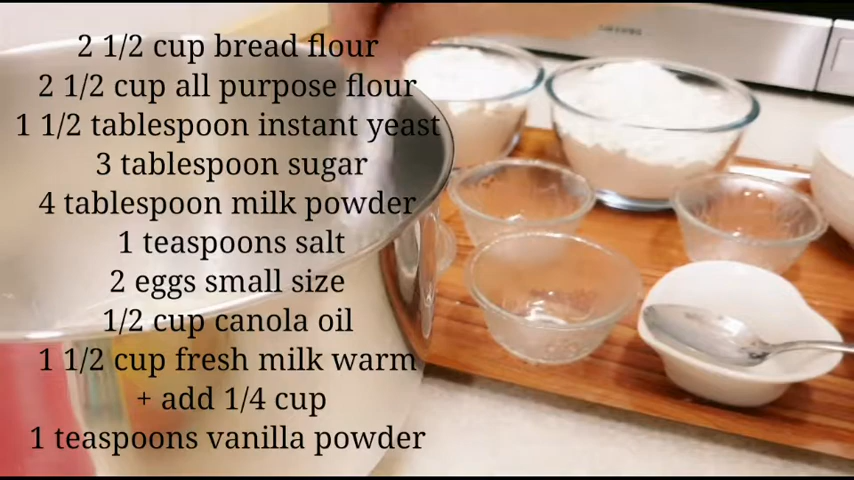 2 1/2 cup bread flour
2 1/2 cup all purpose flour
1 1/2 tablespoon instant yeast
3 tablespoon sugar
4 tablespoon milk powder
1 teaspoons salt
2 eggs small size
1/2 cup canola oil
1 1/2 cup fresh milk warm
+ add 1/4 cup
1 teaspoons vanilla powder